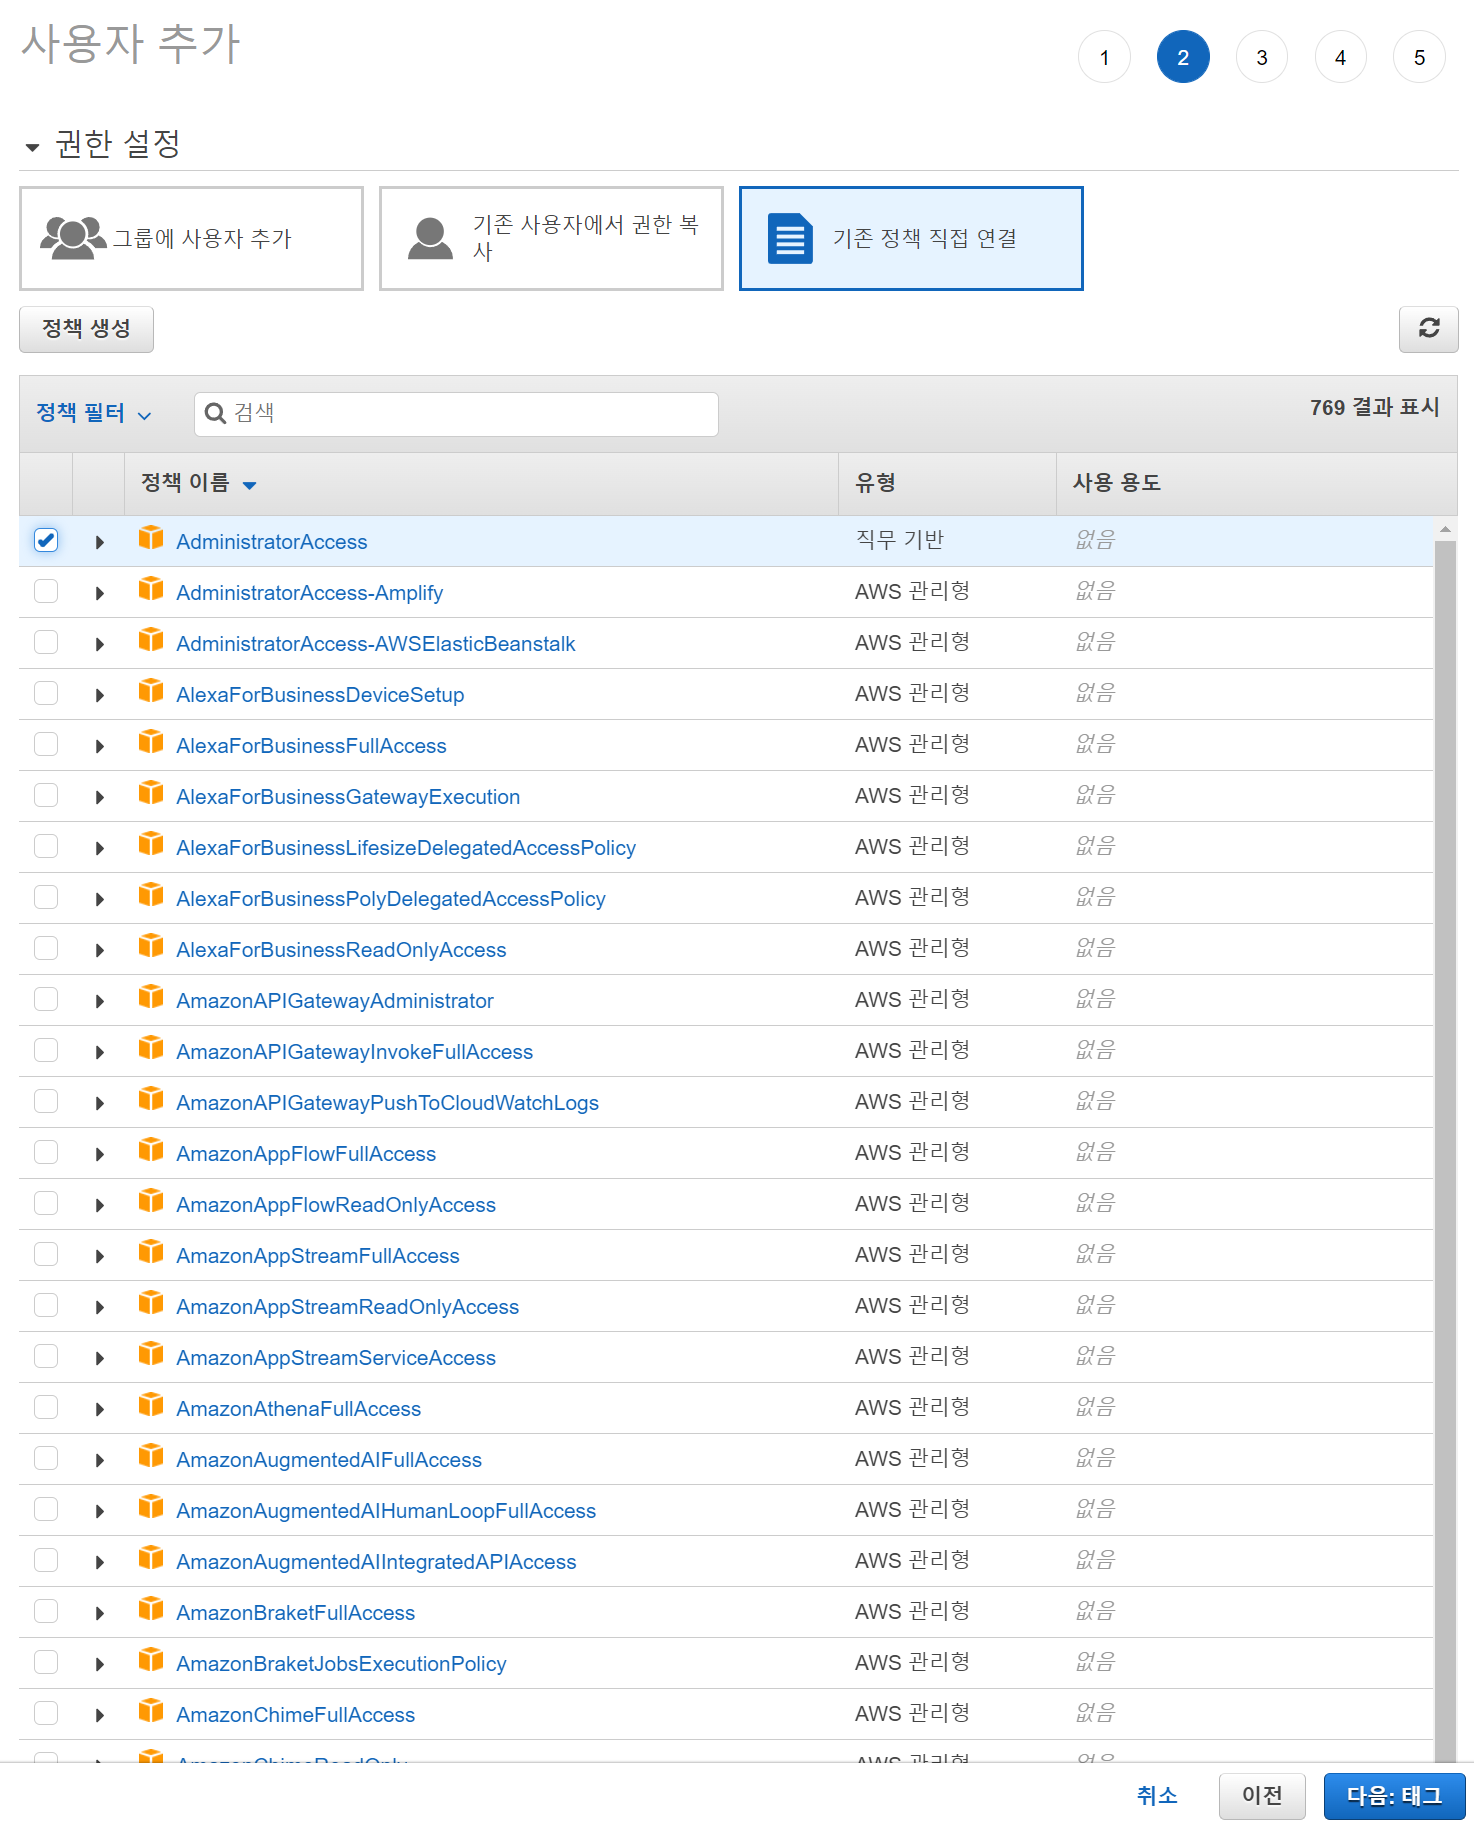 사용자 추가
1 2 3 4 5
권한 설정
그룹에 사용자 추가
기존 사용자에서 권한 복
사
기존 정책 직접 연결
정책 생성
정책 필터
검색
769 결과 표시
정책 이름 유형 사용 용도
AdministratorAccess 직무 기반 없음
AdministratorAccess-Amplify AWS 관리형 없음
AdministratorAccess-AWSElasticBeanstalk AWS 관리형 없음
AlexaForBusinessDeviceSetup AWS 관리형 없음
AlexaForBusinessFullAccess AWS 관리형 없음
AlexaForBusinessGatewayExecution AWS 관리형 없음
AlexaForBusinessLifesizeDelegatedAccessPolicy AWS 관리형 없음
AlexaForBusinessPolyDelegatedAccessPolicy AWS 관리형 없음
AlexaForBusinessReadOnlyAccess AWS 관리형 없음
AmazonAPIGatewayAdministrator AWS 관리형 없음
AmazonAPIGatewayInvokeFullAccess AWS 관리형 없음
AmazonAPIGatewayPushToCloudWatchLogs AWS 관리형 없음
AmazonAppFlowFullAccess AWS 관리형 없음
AmazonAppFlowReadOnlyAccess AWS 관리형 없음
AmazonAppStreamFullAccess AWS 관리형 없음
AmazonAppStreamReadOnlyAccess AWS 관리형 없음
AmazonAppStreamServiceAccess AWS 관리형 없음
AmazonAthenaFullAccess AWS 관리형 없음
AmazonAugmentedAIFullAccess AWS 관리형 없음
AmazonAugmentedAIHumanLoopFullAccess AWS 관리형 없음
AmazonAugmentedAIIntegratedAPIAccess AWS 관리형 없음
AmazonBraketFullAccess AWS 관리형 없음
AmazonBraketJobsExecutionPolicy AWS 관리형 없음
AmazonChimeFullAccess AWS 관리형 없음
AmazonChimeReadOnly AWS 관리형 없음
취소 이전 다음: 태그